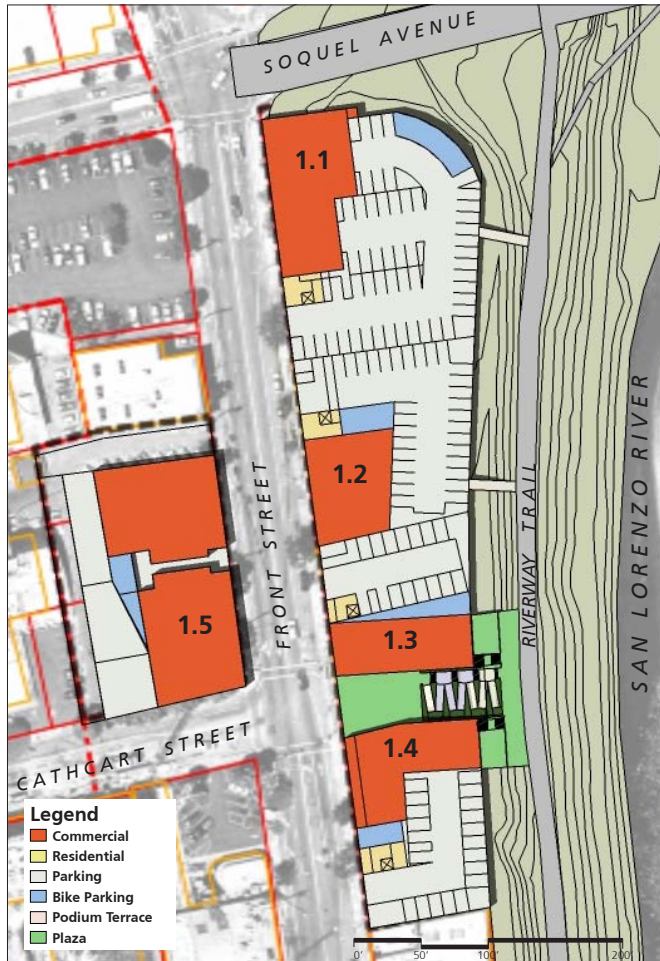 SOQUEL AVENUE
1.1
1.2
FRONT STREET
RIVERWAY TRAIL
SAN LORENZO RIVER
1.5
1.3
1.4
CATHCART STREET
Legend
Commercial
Residential
Parking
Bike Parking
Podium Terrace
Plaza
0' 50' 100' 200'